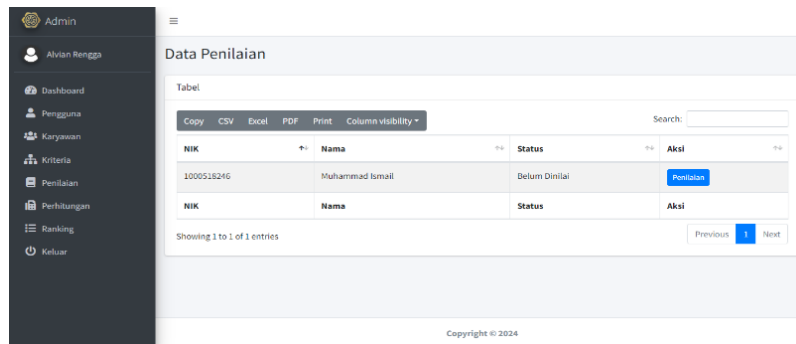 Admin
Alvian Rengga
Dashboard
Pengguna
Karyawan
Kriteria
Penilaian
Perhitungan
Ranking
Keluar
Data Penilaian
Tabel
Copy CSV Excel PDF Print Column visibility
Search:
NIK Nama Status Aksi
1000518246 Muhammad Ismail Belum Dinilai Penilaian
NIK Nama Status Aksi
Showing 1 to 1 of 1 entries
Previous 1 Next
Copyright © 2024